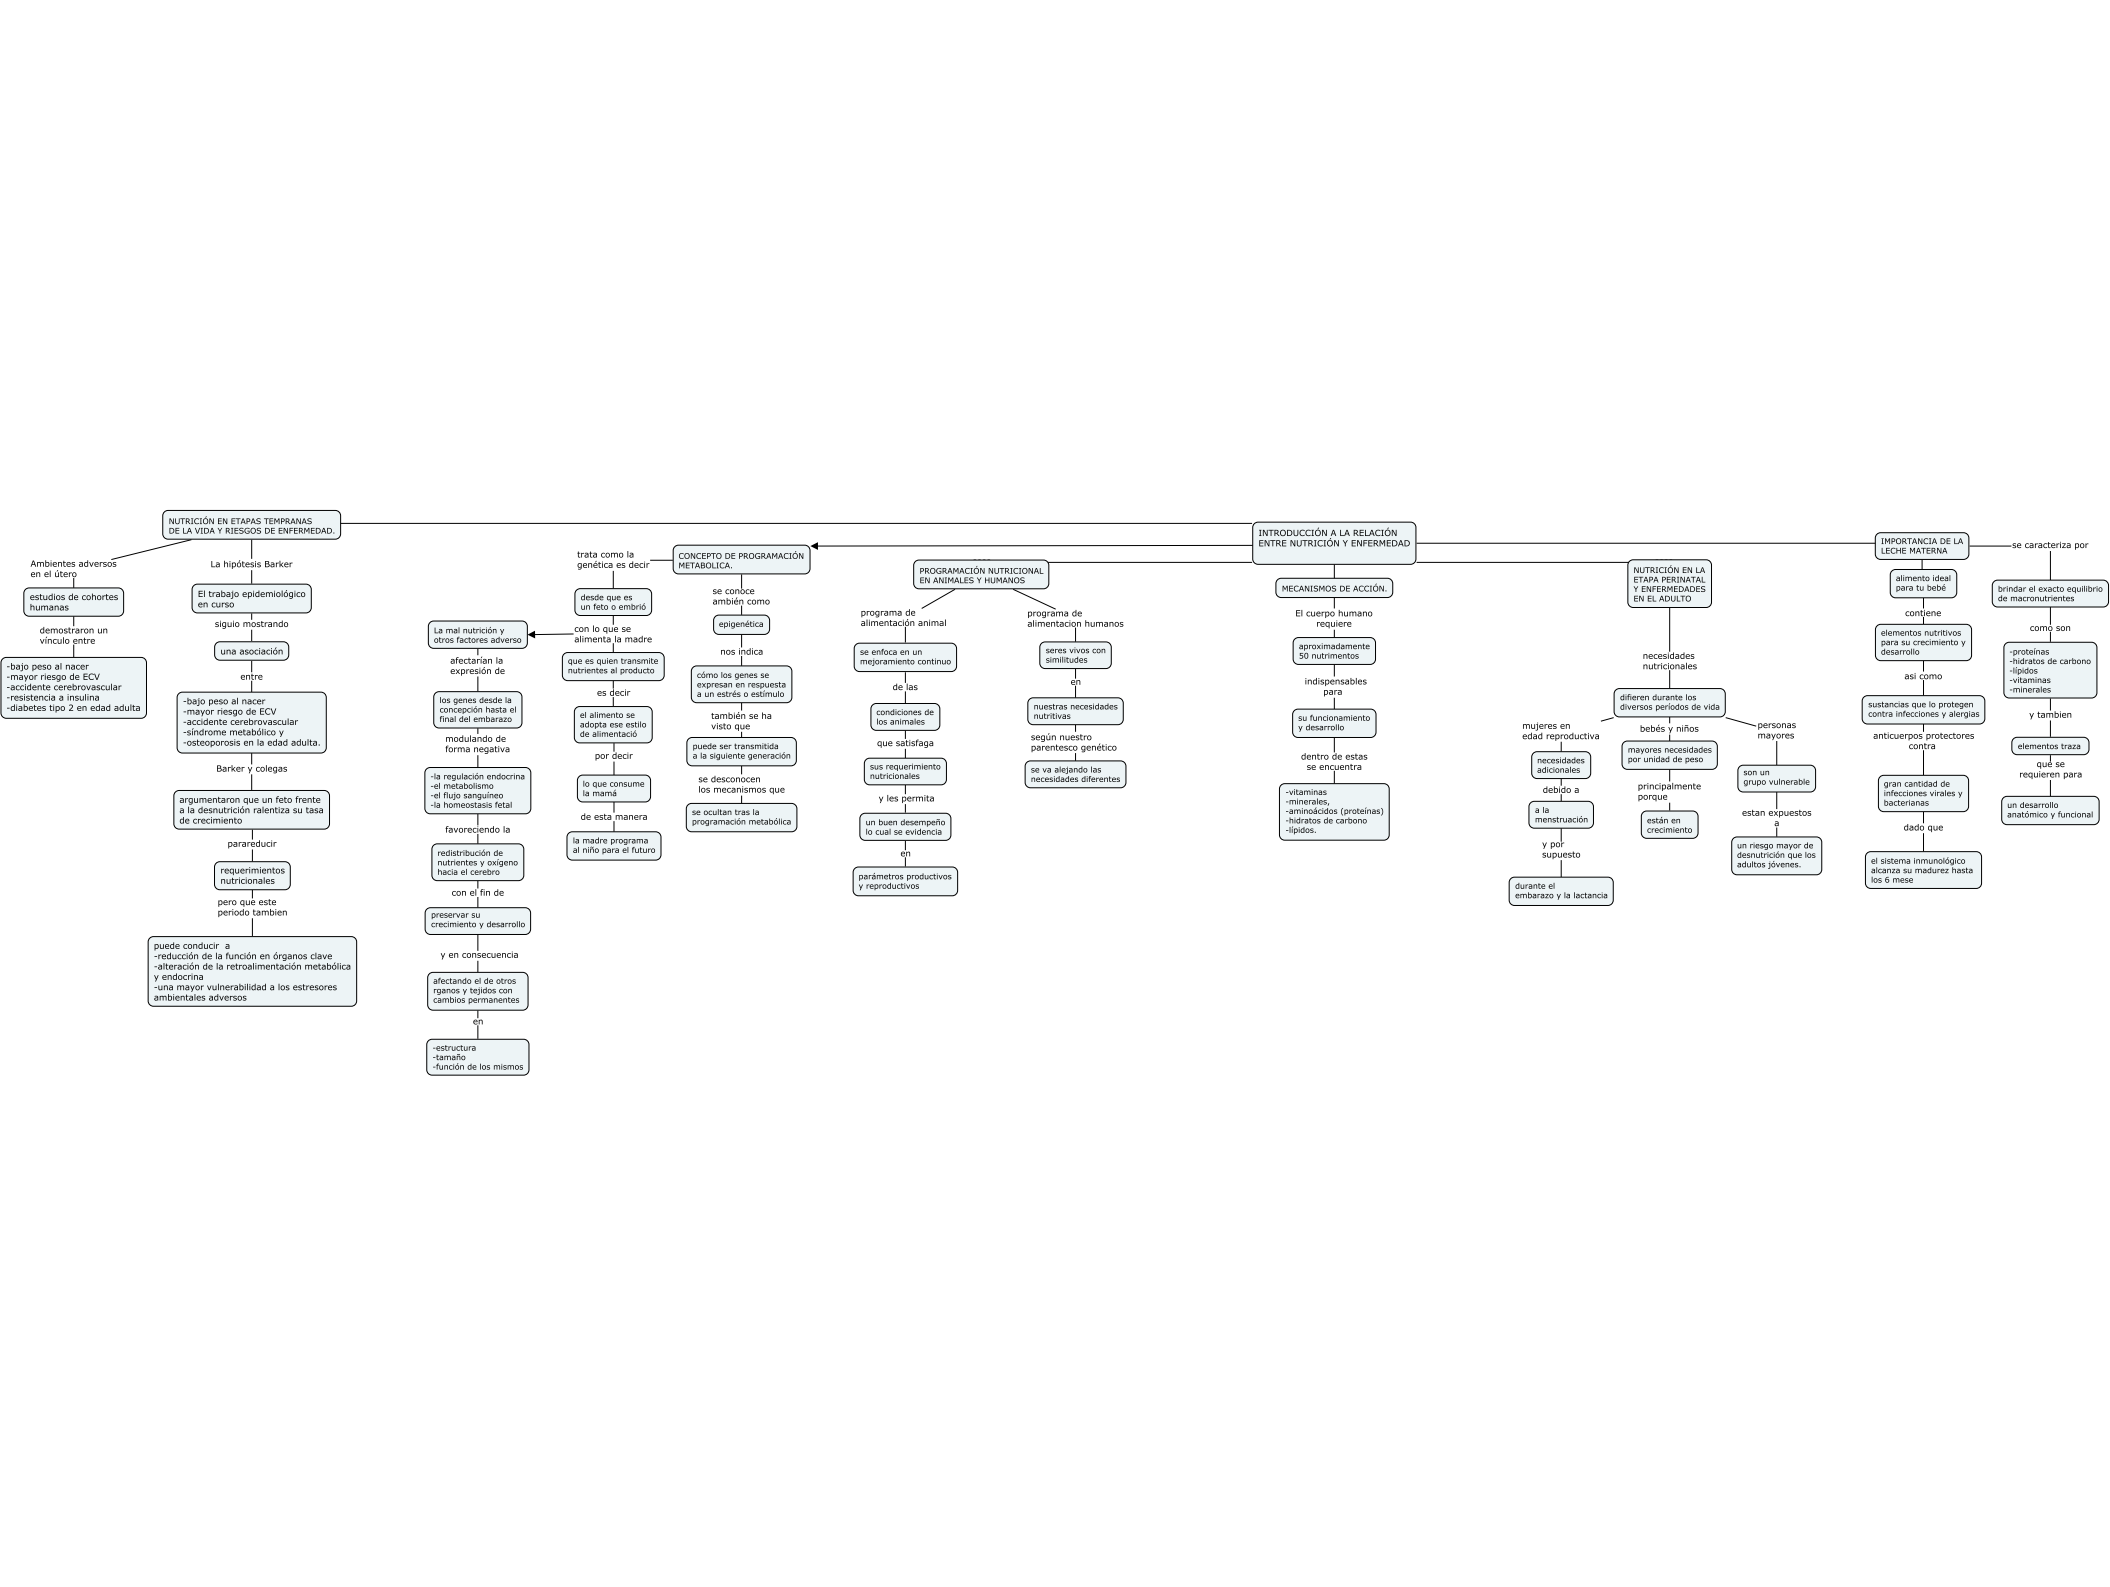 INTRODUCCIÓN A LA RELACIÓN
ENTRE NUTRICIÓN Y ENFERMEDAD
NUTRICIÓN EN ETAPAS TEMPRANAS
DE LA VIDA Y RIESGOS DE ENFERMEDAD.
Ambientes adversos
en el útero
estudios de cohortes
humanas
demostraron un
vínculo entre
-bajo peso al nacer
-mayor riesgo de ECV
-accidente cerebrovascular
-resistencia a insulina
-diabetes tipo 2 en edad adulta
La hipótesis Barker
El trabajo epidemiológico
en curso
siguio mostrando
una asociación
entre
-bajo peso al nacer
-mayor riesgo de ECV
-accidente cerebrovascular
-síndrome metabólico y
-osteoporosis en la edad adulta.
Barker y colegas
argumentaron que un feto frente
a la desnutrición ralentiza su tasa
de crecimiento
parareducir
requerimientos
nutricionales
pero que este
periodo tambien
puede conducir  a
-reducción de la función en órganos clave
-alteración de la retroalimentación metabólica
y endocrina
-una mayor vulnerabilidad a los estresores
ambientales adversos
CONCEPTO DE PROGRAMACIÓN
METABOLICA.
trata como la
genética es decir
desde que es
un feto o embrió
con lo que se
alimenta la madre
La mal nutrición y
otros factores adverso
afectarían la
expresión de
los genes desde la
concepción hasta el
final del embarazo
modulando de
forma negativa
-la regulación endocrina
-el metabolismo
-el flujo sanguíneo
-la homeostasis fetal
favoreciendo la
redistribución de
nutrientes y oxígeno
hacia el cerebro
con el fin de
preservar su
crecimiento y desarrollo
y en consecuencia
afectando el de otros
rganos y tejidos con
cambios permanentes
en
-estructura
-tamaño
-función de los mismos
que es quien transmite
nutrientes al producto
es decir
el alimento se
adopta ese estilo
de alimentació
por decir
lo que consume
la mamá
de esta manera
la madre programa
al niño para el futuro
se conoce
ambién como
epigenética
nos indica
cómo los genes se
expresan en respuesta
a un estrés o estímulo
también se ha
visto que
puede ser transmitida
a la siguiente generación
se desconocen
los mecanismos que
se ocultan tras la
programación metabólica
PROGRAMACIÓN NUTRICIONAL
EN ANIMALES Y HUMANOS
programa de
alimentación animal
se enfoca en un
mejoramiento continuo
de las
condiciones de
los animales
que satisfaga
sus requerimiento
nutricionales
y les permita
un buen desempeño
lo cual se evidencia
en
parámetros productivos
y reproductivos
programa de
alimentacion humanos
seres vivos con
similitudes
en
nuestras necesidades
nutritivas
según nuestro
parentesco genético
se va alejando las
necesidades diferentes
MECANISMOS DE ACCIÓN.
El cuerpo humano
requiere
aproximadamente
50 nutrimentos
indispensables
para
su funcionamiento
y desarrollo
dentro de estas
se encuentra
-vitaminas
-minerales,
-aminoácidos (proteínas)
-hidratos de carbono
-lípidos.
NUTRICIÓN EN LA
ETAPA PERINATAL
Y ENFERMEDADES
EN EL ADULTO
necesidades
nutricionales
difieren durante los
diversos períodos de vida
mujeres en
edad reproductiva
necesidades
adicionales
debido a
a la
menstruación
y por
supuesto
durante el
embarazo y la lactancia
bebés y niños
mayores necesidades
por unidad de peso
principalmente
porque
están en
crecimiento
personas
mayores
son un
grupo vulnerable
estan expuestos
a
un riesgo mayor de
desnutrición que los
adultos jóvenes.
IMPORTANCIA DE LA
LECHE MATERNA
alimento ideal
para tu bebé
contiene
elementos nutritivos
para su crecimiento y
desarrollo
asi como
sustancias que lo protegen
contra infecciones y alergias
anticuerpos protectores
contra
gran cantidad de
infecciones virales y
bacterianas
dado que
el sistema inmunológico
alcanza su madurez hasta
los 6 mese
se caracteriza por
brindar el exacto equilibrio
de macronutrientes
como son
-proteínas
-hidratos de carbono
-lípidos
-vitaminas
-minerales
y tambien
elementos traza
que se
requieren para
un desarrollo
anatómico y funcional